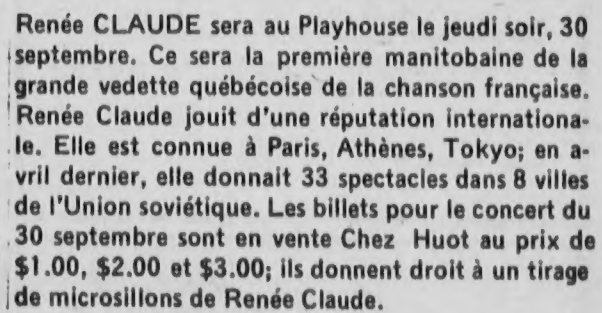 Renée CLAUDE sera au Playhouse le jeudi soir, 30
septembre. Ce sera la première manitobaine de la
grande vedette québécoise de la chanson française.
Renée Claude jouit d'une réputation internationa-
le. Elle est connue à Paris, Athènes, Tokyo; en a-
vril dernier, elle donnait 33 spectacles dans 8 villes
de l'Union soviétique. Les billets pour le concert du
30 septembre sont en vente Chez Huot au prix de
$1.00, $2.00 et $3.00; ils donnent droit à un tirage
de microsillons de Renée Claude.